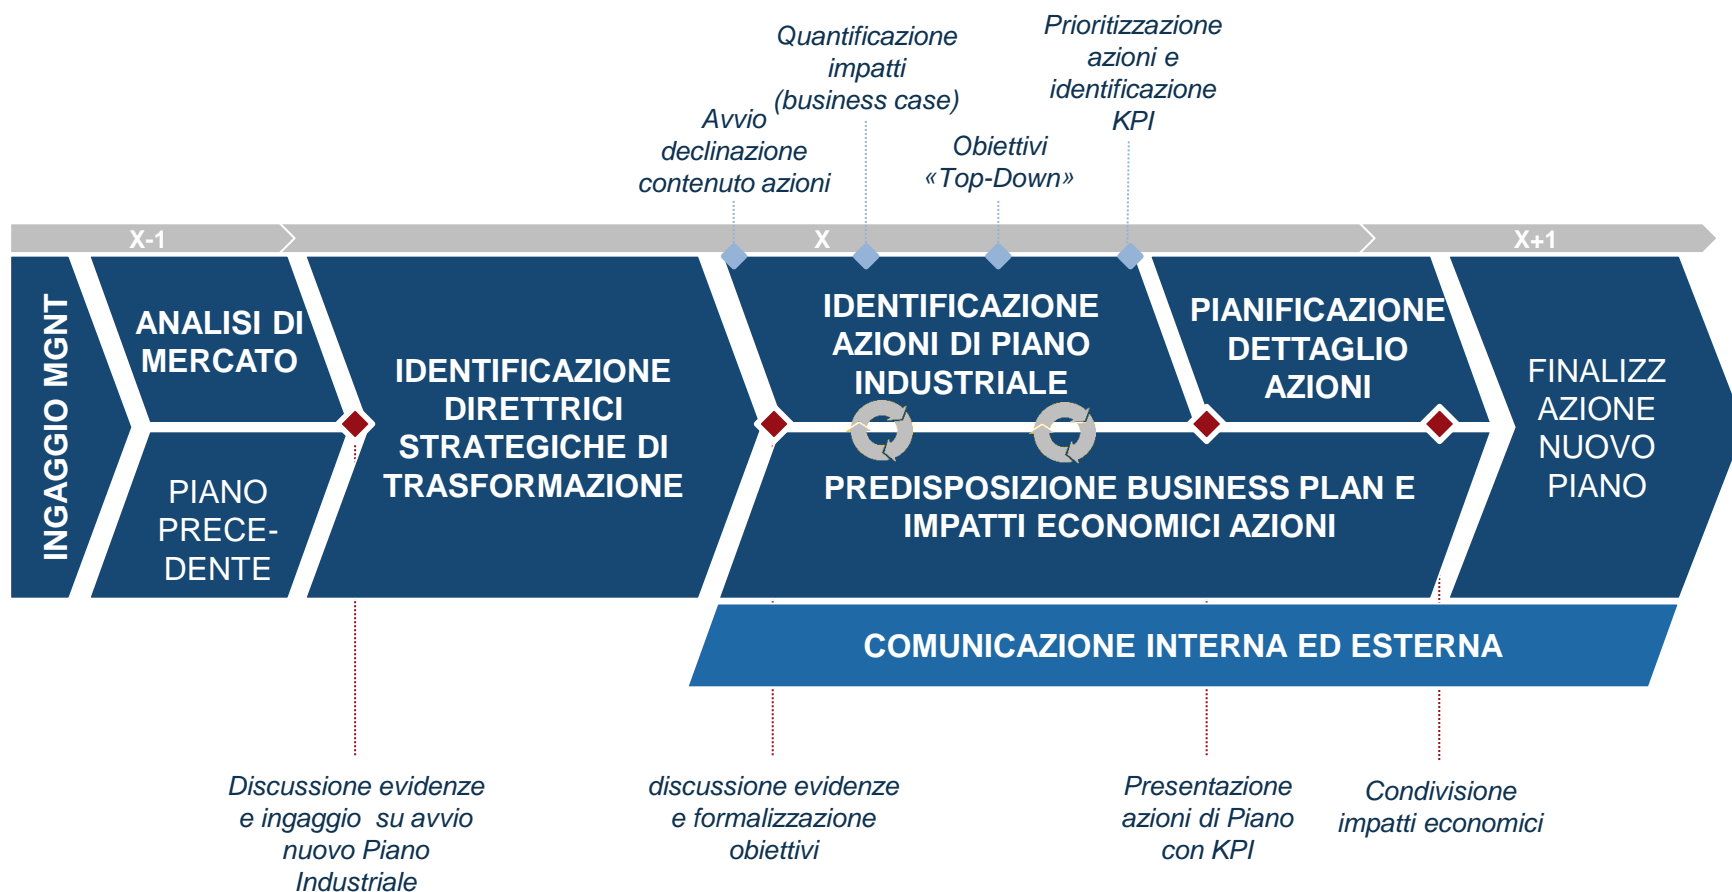 Quantificazione
impatti
(business case)
Prioritizzazione
azioni e
identificazione
KPI
Avvio
declinazione
contenuto azioni
Obiettivi
«Top-Down»
X-1
X
X+1
INGAGGIO MGNT
ANALISI DI
MERCATO
PIANO
PRECE-
DENTE
IDENTIFICAZIONE
DIRETTRICI
STRATEGICHE DI
TRASFORMAZIONE
IDENTIFICAZIONE
AZIONI DI PIANO
INDUSTRIALE
PIANIFICAZIONE
DETTAGLIO
AZIONI
PREDISPOSIZIONE BUSINESS PLAN E
IMPATTI ECONOMICI AZIONI
FINALIZZ
AZIONE
NUOVO
PIANO
COMUNICAZIONE INTERNA ED ESTERNA
Discussione evidenze
e ingaggio  su avvio
nuovo Piano
Industriale
discussione evidenze
e formalizzazione
obiettivi
Presentazione
azioni di Piano
con KPI
Condivisione
impatti economici